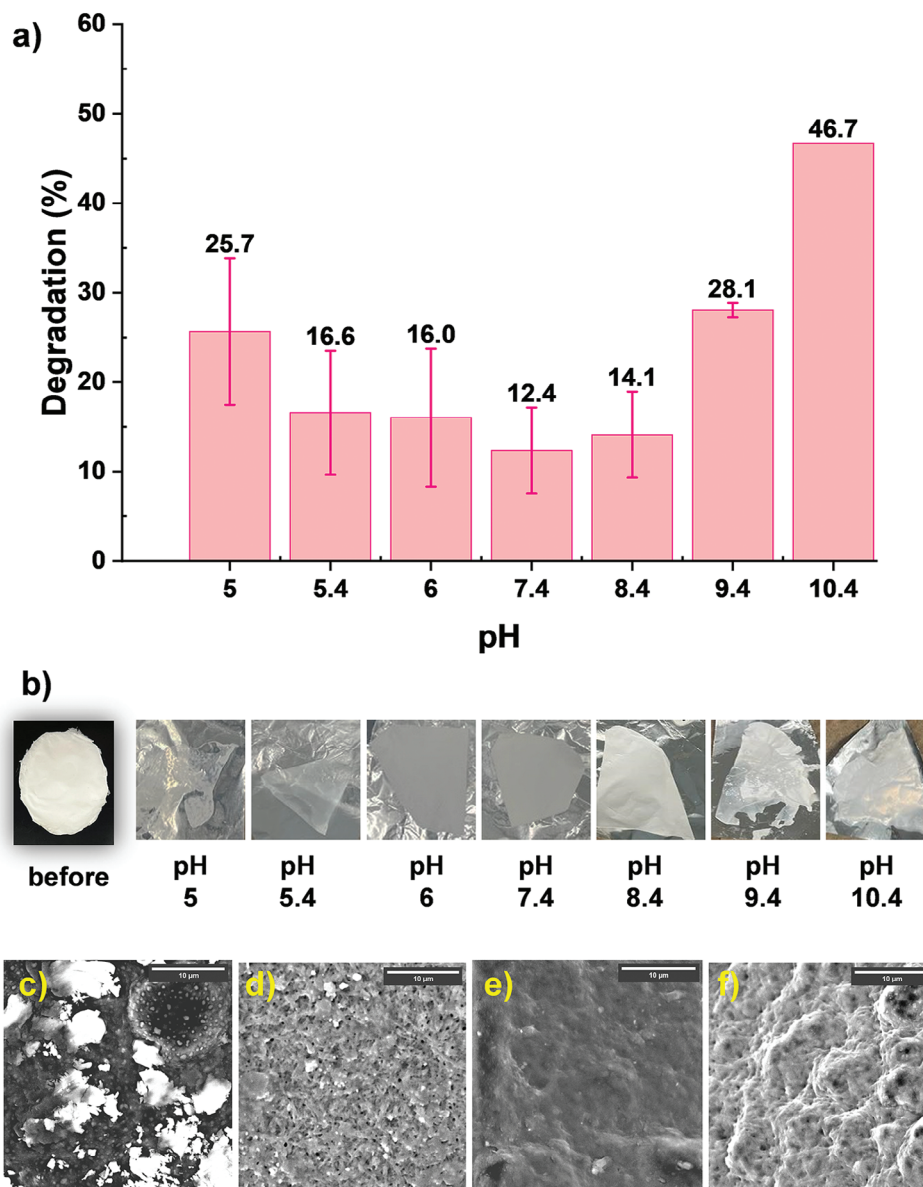 a)
Degradation (%)
60
50
40
30
20
10
0
25.7
16.6
16.0
12.4
14.1
28.1
46.7
5
5.4
6
7.4
8.4
9.4
10.4
pH
b)
before
pH
5
pH
5.4
pH
6
pH
7.4
pH
8.4
pH
9.4
pH
10.4
c)
10 µm
d)
10 µm
e)
10 µm
f)
10 µm